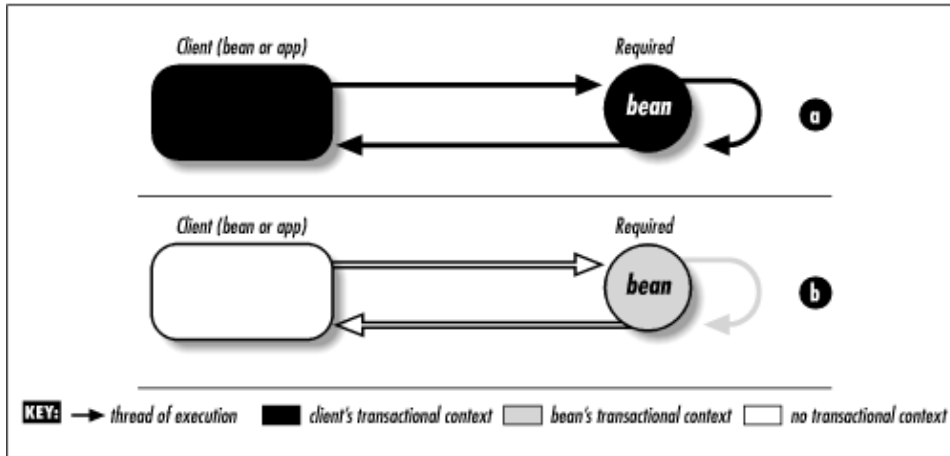 Client (bean or app) Required
bean
a
Client (bean or app) Required
bean
b
KEY: thread of execution client's transactional context bean's transactional context no transactional context